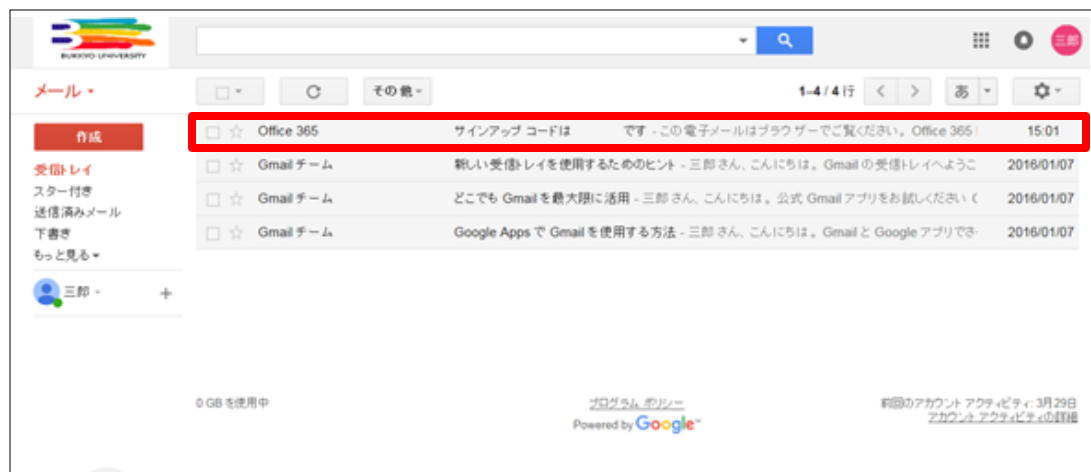 BUKKYO UNIVERSITY
三郎
メール
その他
1–4 / 4 行
あ
作成
Office 365 サインアップ コードは です - この電子メールはブラウザーでご覧ください。Office 365 15:01
受信トレイ
Gmail チーム 新しい受信トレイを使用するためのヒント - 三郎 さん、こんにちは。Gmail の受信トレイへようこ 2016/01/07
スター付き
Gmail チーム どこでも Gmail を最大限に活用 - 三郎 さん、こんにちは。公式 Gmail アプリをお試しください く 2016/01/07
送信済みメール
下書き
Gmail チーム Google Apps で Gmail を使用する方法 - 三郎 さん、こんにちは。Gmail と Google アプリでさ 2016/01/07
もっと見る
三郎
0 GB を使用中
プログラム ポリシー
Powered by Google™
前回のアカウント アクティビティ: 3月29日
アカウント アクティビティの詳細